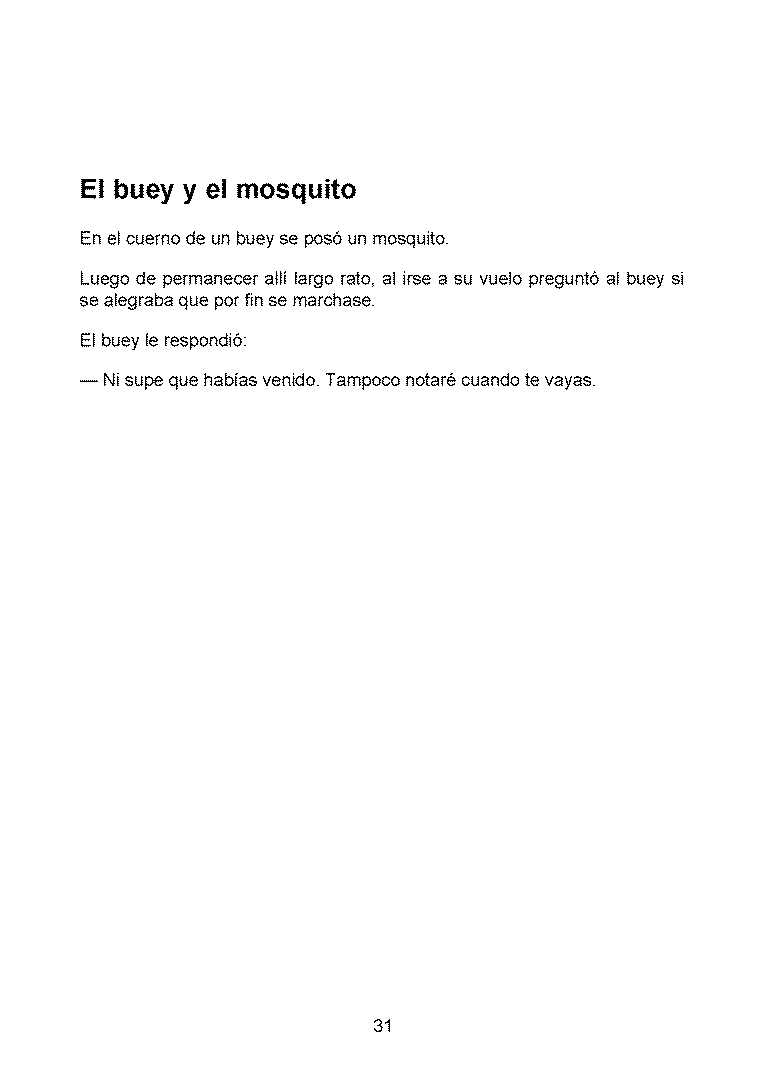 El buey y el mosquito
En el cuerno de un buey se posó un mosquito.
Luego de permanecer allí largo rato, al irse a su vuelo preguntó al buey si
se alegraba que por fin se marchase.
El buey le respondió:
— Ni supe que habías venido. Tampoco notaré cuando te vayas.
31